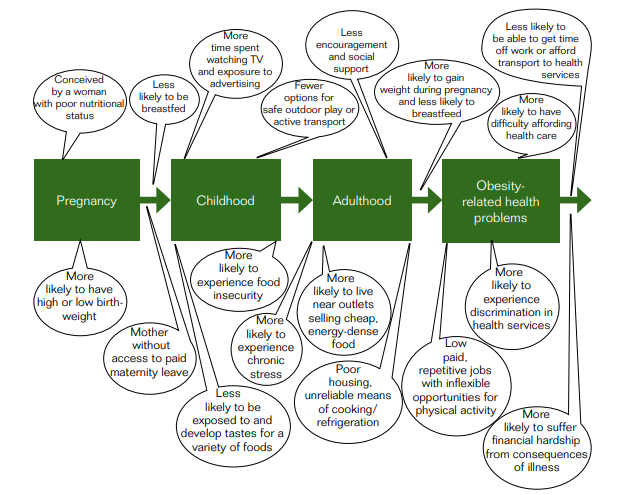 Conceived
by a woman
with poor nutritional
status
Less
likely to be
breastfed
More
time spent
watching TV
and exposure to
advertising
Fewer
options for
safe outdoor play or
active transport
Less
encouragement
and social
support
More
likely to gain
weight during pregnancy
and less likely to
breastfeed
More
likely to have
difficulty affording
health care
Less likely to
be able to get time
off work or afford
transport to health
services
Pregnancy
Childhood
Adulthood
Obesity-
related health
problems
More
likely to have
high or low birth-
weight
Mother
without
access to paid
maternity leave
Less
likely to be
exposed to and
develop tastes for a
variety of foods
More
likely to
experience food
insecurity
More
likely to
experience
chronic
stress
More
likely to live
near outlets
selling cheap,
energy-dense
food
Poor
housing,
unreliable means of
cooking/
refrigeration
Low
paid,
repetitive jobs
with inflexible
opportunities for
physical activity
More
likely to
experience
discrimination in
health services
More
likely to suffer
financial hardship
from consequences
of illness